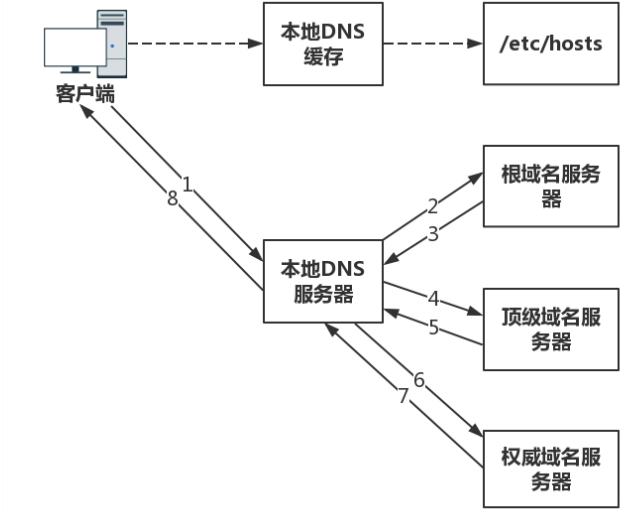 本地DNS
缓存
/etc/hosts
客户端
根域名服务
器
1
8
2
3
本地DNS
服务器
4
5
顶级域名服
务器
6
7
权威域名服
务器